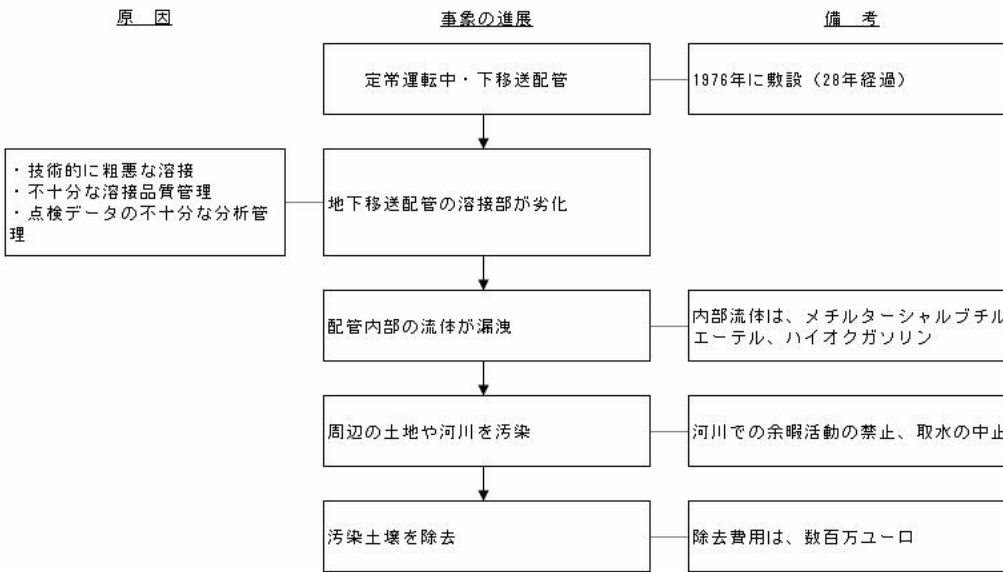 原　因
事象の進展
備　考
定常運転中・下移送配管
1976年に敷設（28年経過）
・技術的に粗悪な溶接
・不十分な溶接品質管理
・点検データの不十分な分析管
理
地下移送配管の溶接部が劣化
配管内部の流体が漏洩
内部流体は、メチルターシャルブチル
エーテル、ハイオクガソリン
周辺の土地や河川を汚染
河川での余暇活動の禁止、取水の中止
汚染土壌を除去
除去費用は、数百万ユーロ